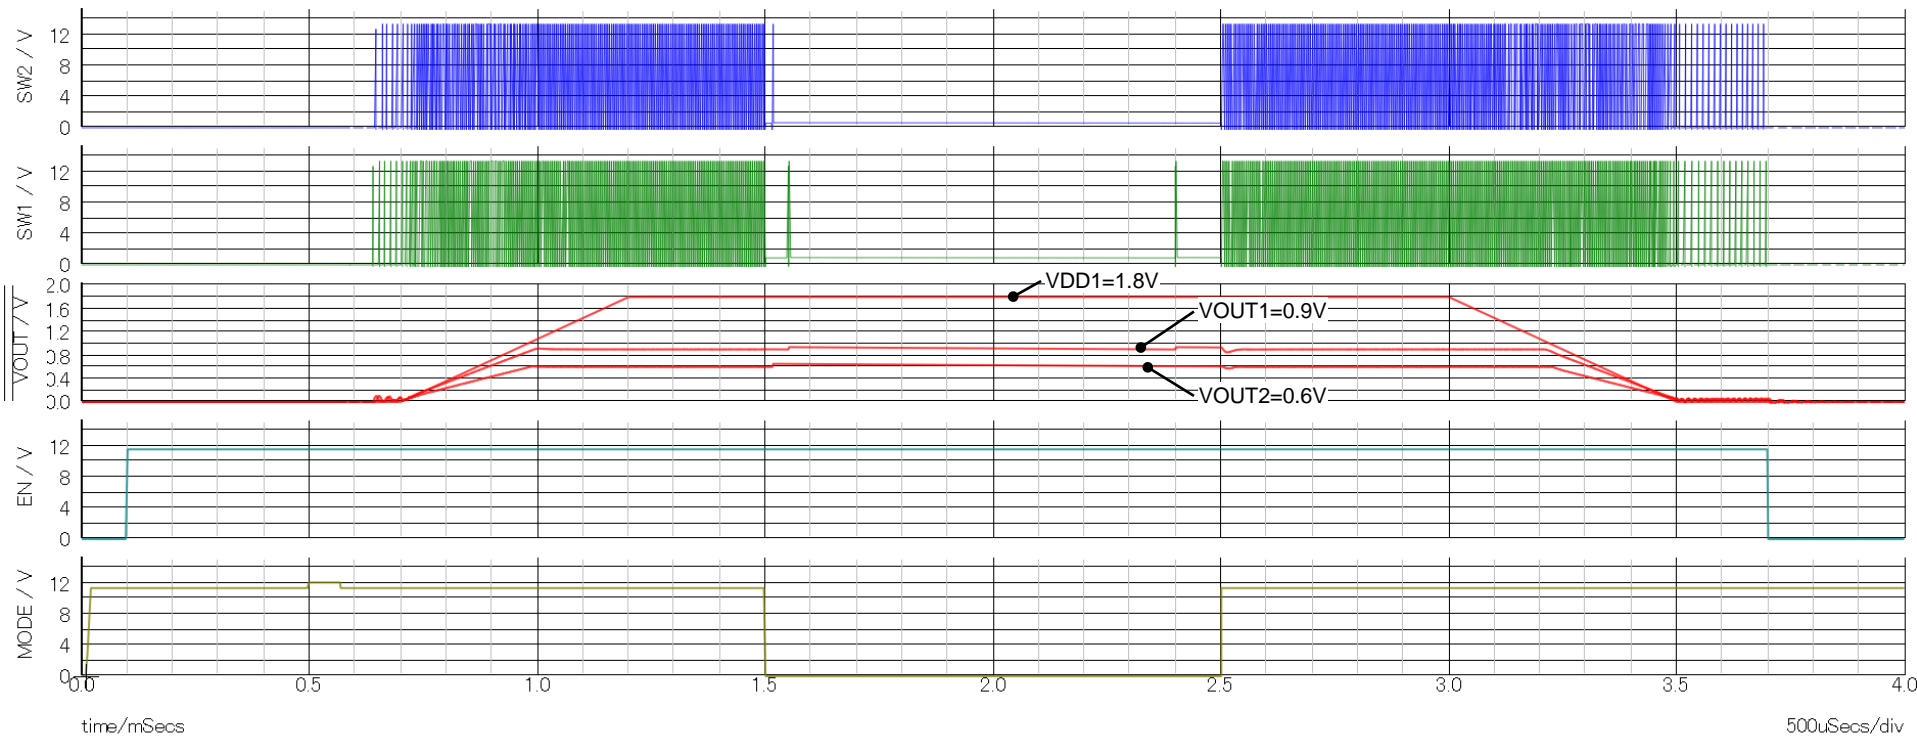 SW2 / V
12
8
4
0
SW1 / V
12
8
4
0
VOUT / V
2.0
1.6
1.2
0.8
0.4
0.0
VDD1=1.8V
VOUT1=0.9V
VOUT2=0.6V
EN / V
12
8
4
0
MODE / V
12
8
4
0
0.0 0.5 1.0 1.5 2.0 2.5 3.0 3.5 4.0
time/mSecs 500uSecs/div